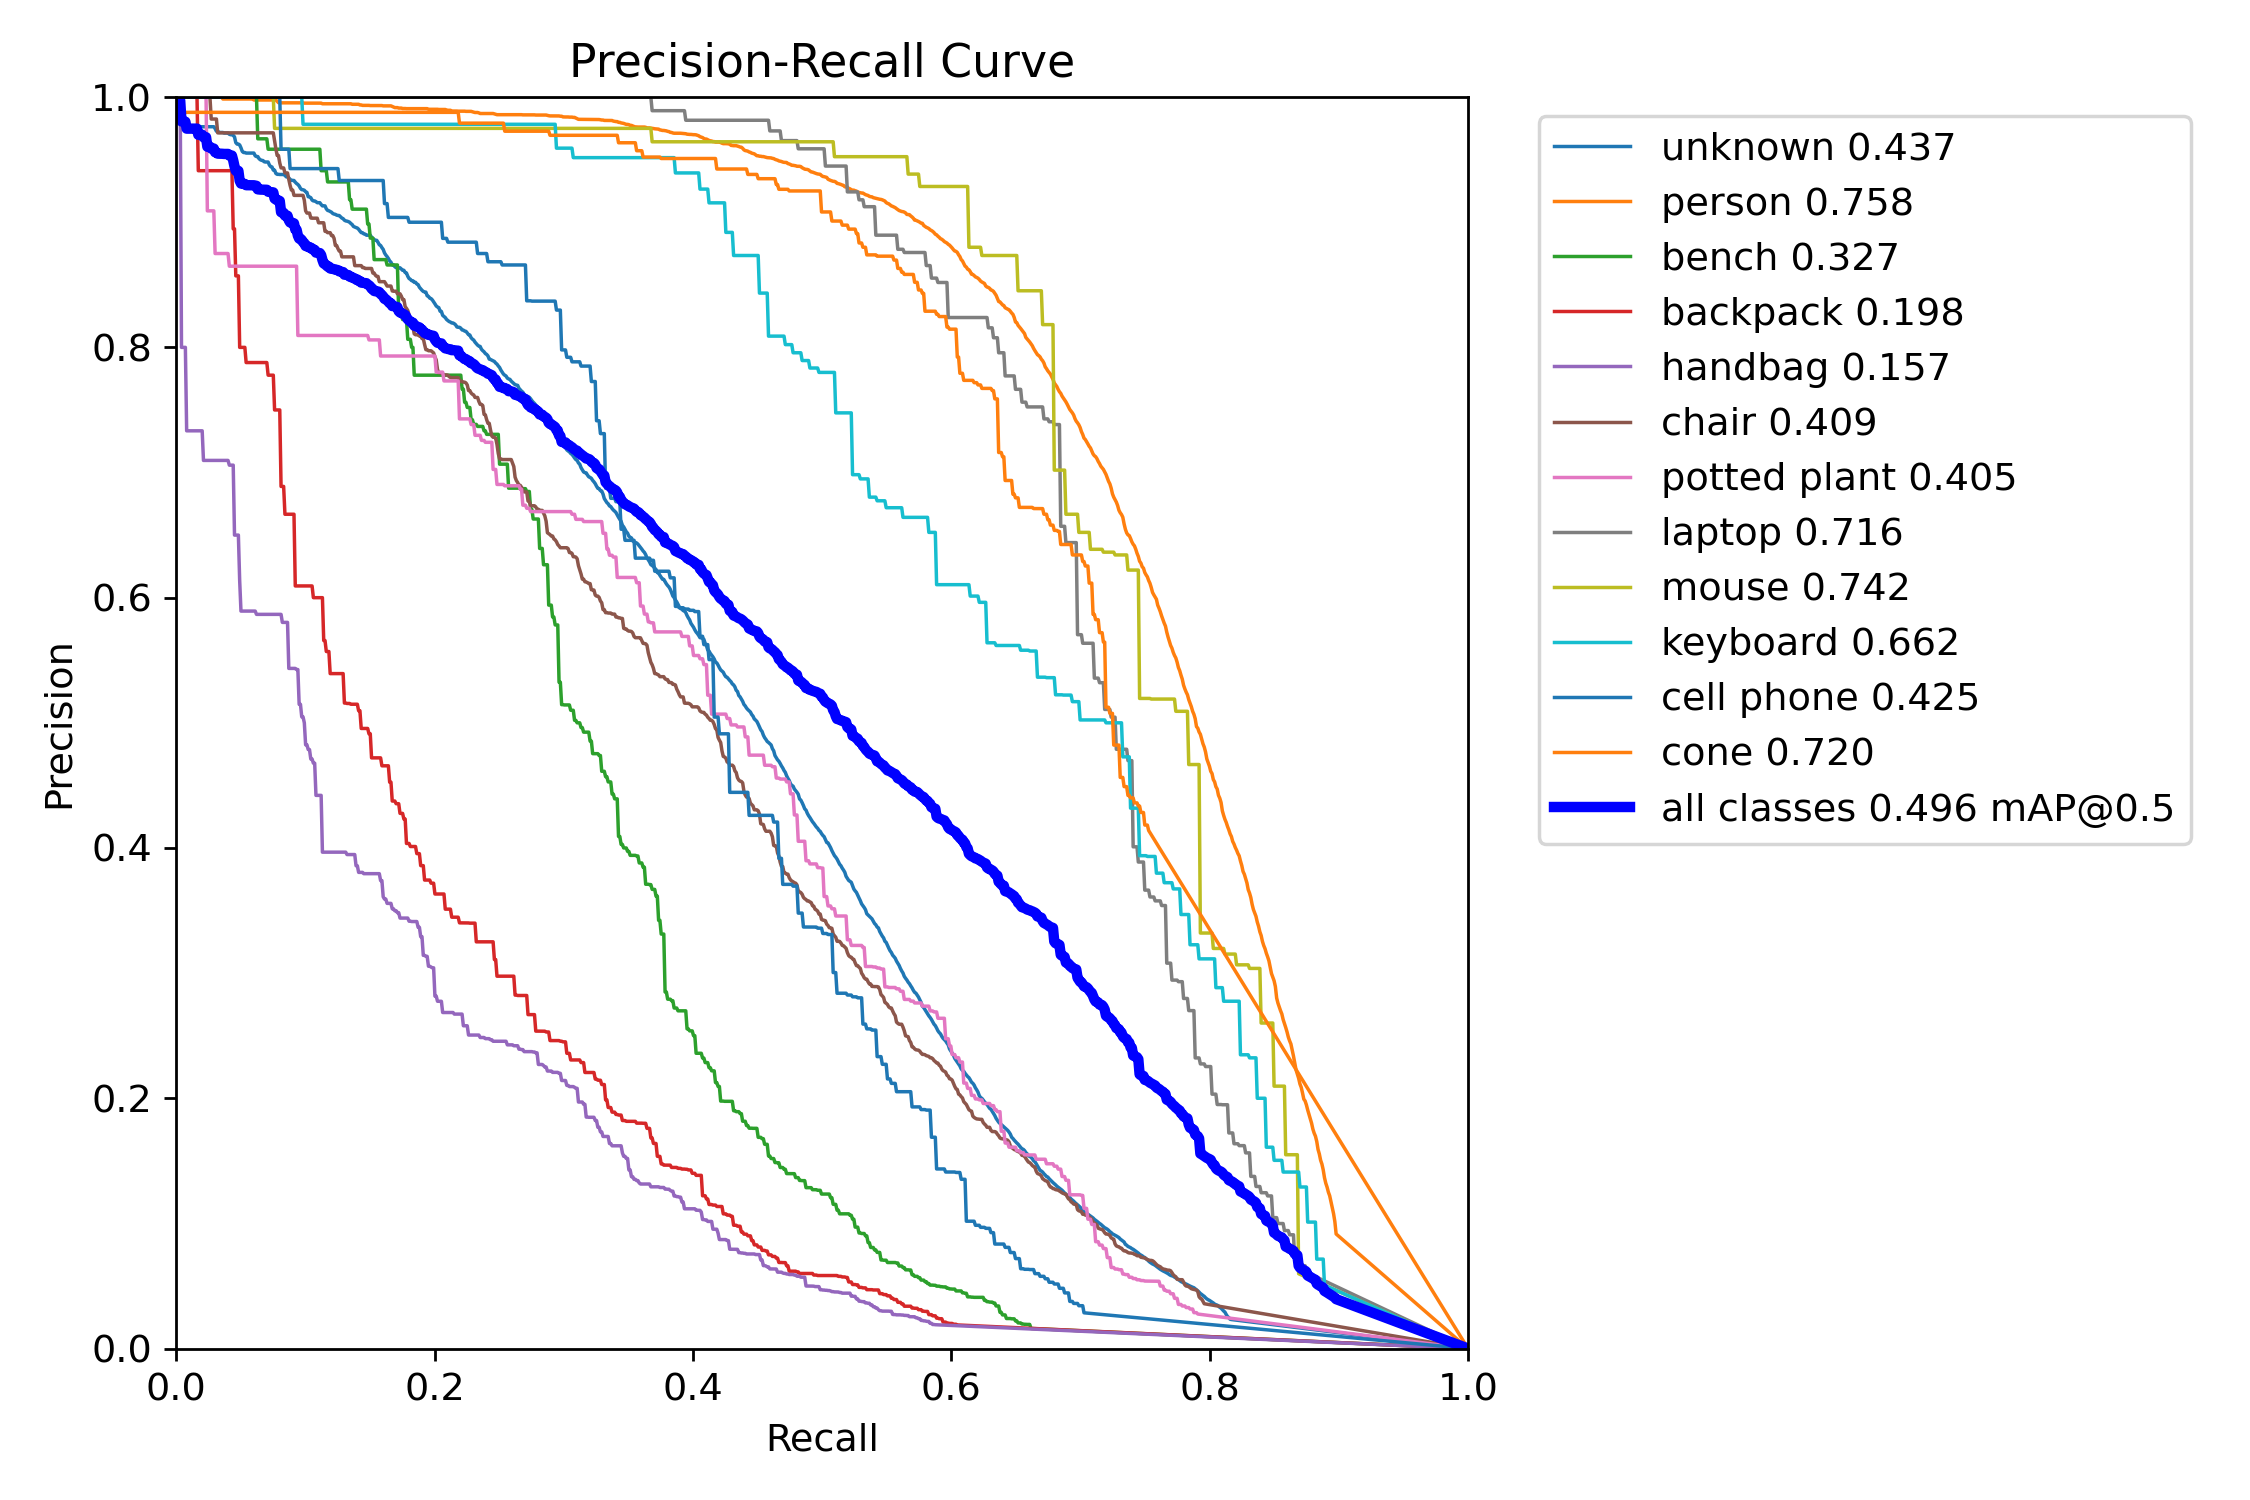 Precision-Recall Curve
1.0
0.8
0.6
0.4
0.2
0.0
Precision
0.0 0.2 0.4 0.6 0.8 1.0
Recall
unknown 0.437
person 0.758
bench 0.327
backpack 0.198
handbag 0.157
chair 0.409
potted plant 0.405
laptop 0.716
mouse 0.742
keyboard 0.662
cell phone 0.425
cone 0.720
all classes 0.496 mAP@0.5